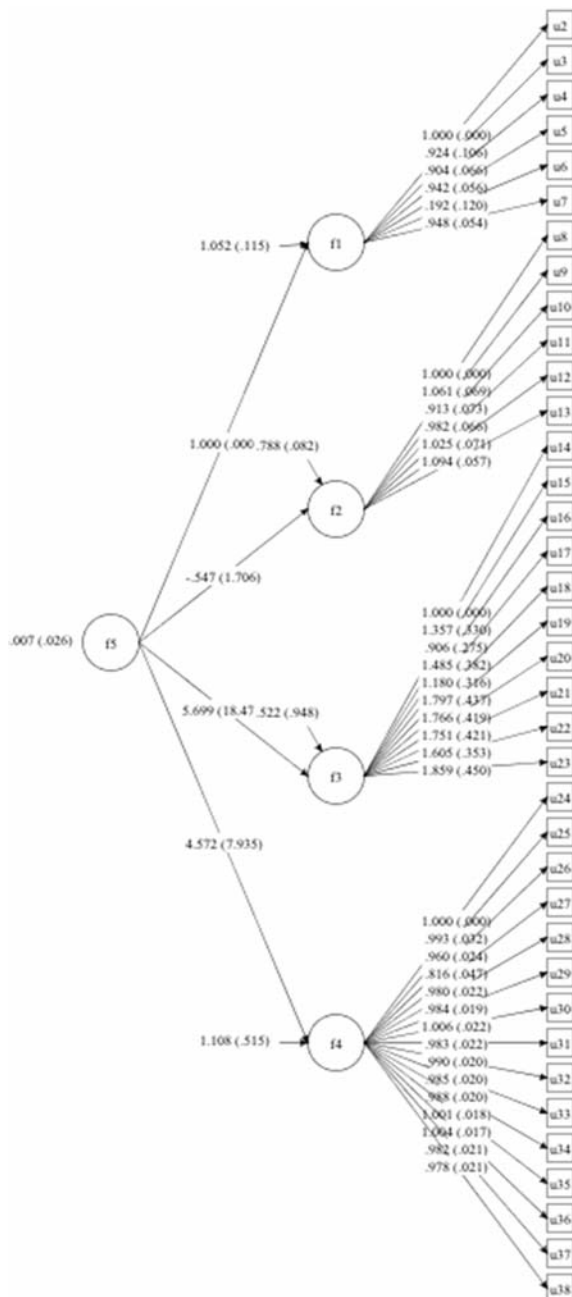 u2
u3
u4
u5
u6
u7
1.000 (.000)
.924 (.106)
.904 (.066)
.942 (.056)
.192 (.120)
.948 (.054)
1.052 (.115)
f1
u8
u9
u10
u11
u12
u13
1.000 (.000)
1.061 (.069)
.913 (.073)
.982 (.066)
1.025 (.071)
1.094 (.057)
1.000 (.000
.788 (.082)
f2
-.547 (1.706)
.007 (.026)
f5
u14
u15
u16
u17
u18
u19
u20
u21
u22
u23
1.000 (.000)
1.357 (.330)
.906 (.275)
1.485 (.382)
1.180 (.316)
1.797 (.437)
1.766 (.419)
1.751 (.421)
1.605 (.353)
1.859 (.450)
5.699 (18.47
.522 (.948)
f3
4.572 (7.935)
u24
u25
u26
u27
u28
u29
u30
u31
u32
u33
u34
u35
u36
u37
u38
1.000 (.000)
.993 (.032)
.960 (.024)
.816 (.047)
.980 (.022)
.984 (.019)
1.006 (.022)
.983 (.022)
.990 (.020)
.985 (.020)
.988 (.020)
1.001 (.018)
1.004 (.017)
.982 (.021)
.978 (.021)
1.108 (.515)
f4